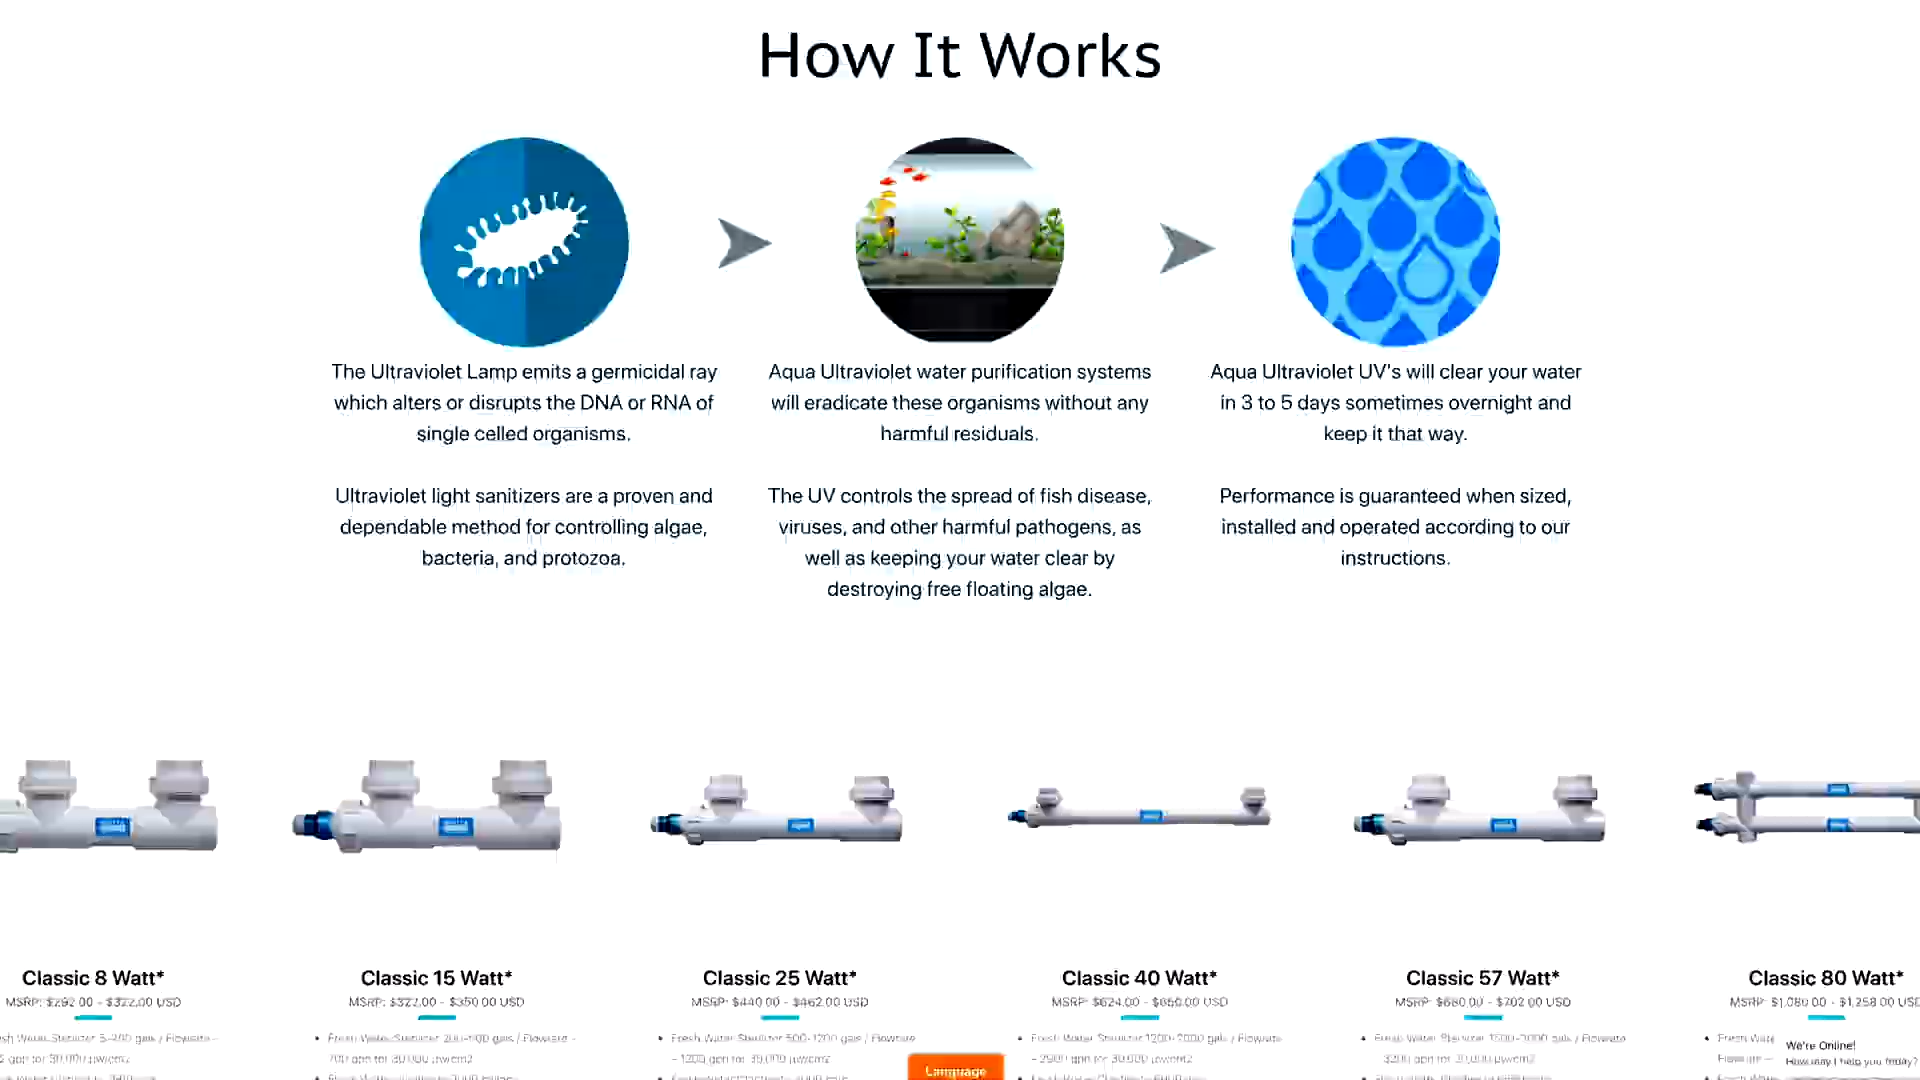 How It Works
The Ultraviolet Lamp emits a germicidal ray
which alters or disrupts the DNA or RNA of
single celled organisms.
Ultraviolet light sanitizers are a proven and
dependable method for controlling algae,
bacteria, and protozoa.
Aqua Ultraviolet water purification systems
will eradicate these organisms without any
harmful residuals.
The UV controls the spread of fish disease,
viruses, and other harmful pathogens, as
well as keeping your water clear by
destroying free floating algae.
Aqua Ultraviolet UV's will clear your water
in 3 to 5 days sometimes overnight and
keep it that way.
Performance is guaranteed when sized,
installed and operated according to our
instructions.
Classic 8 Watt*
MSRP: $292.00 - $322.00 USD
Classic 15 Watt*
MSRP: $322.00 - $350.00 USD
Classic 25 Watt*
MSRP: $440.00 - $462.00 USD
Classic 40 Watt*
MSRP: $624.00 - $650.00 USD
Classic 57 Watt*
MSRP: $680.00 - $702.00 USD
Classic 80 Watt*
MSRP: $1,080.00 - $1,258.00 USD
Language
We're Online!
How may I help you today?